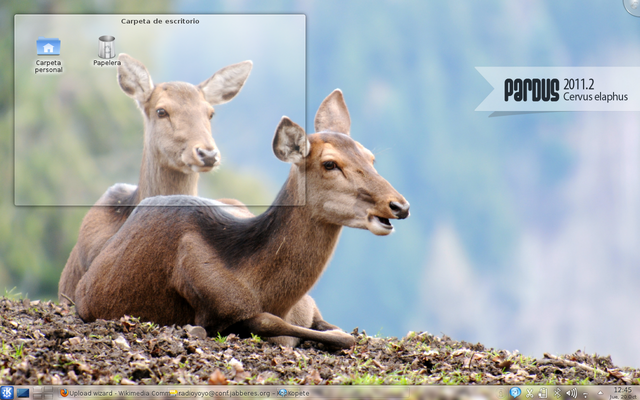 Carpeta de escritorio
Carpeta
personal
Papelera
PARDUS 2011.2
Cervus elaphus
Upload wizard - Wikimedia Comm
radioyoyo@conf.jabberes.org - Kopete
12:45